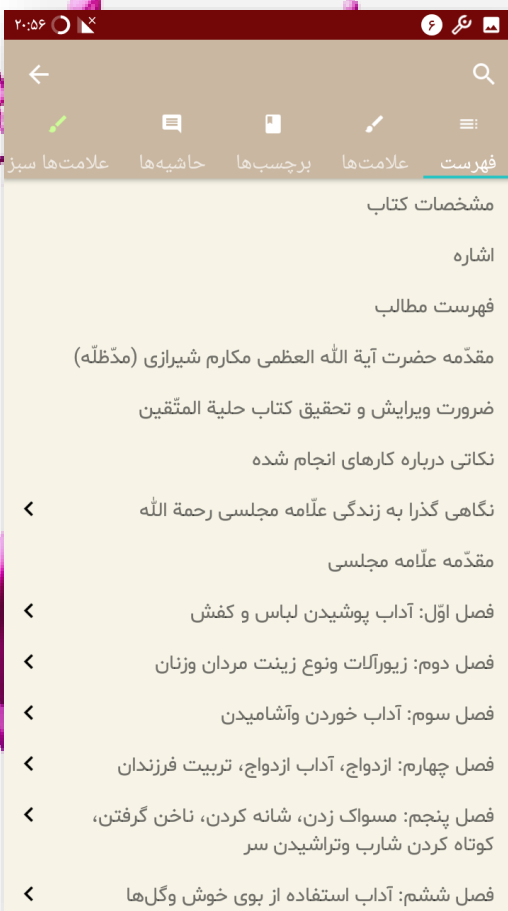 ۲۰:۵۶
۶
فهرست علامت‌ها برچسب‌ها حاشیه‌ها علامت‌ها سبز
مشخصات کتاب
اشاره
فهرست مطالب
مقدّمه حضرت آیة الله العظمی مکارم شیرازی (مدّظلّه)
ضرورت ویرایش و تحقیق کتاب حلیة المتّقین
نکاتی درباره کارهای انجام شده
نگاهی گذرا به زندگی علّامه مجلسی رحمة الله
مقدّمه علّامه مجلسی
فصل اوّل: آداب پوشیدن لباس و کفش
فصل دوم: زیورآلات ونوع زینت مردان وزنان
فصل سوم: آداب خوردن وآشامیدن
فصل چهارم: ازدواج، آداب ازدواج، تربیت فرزندان
فصل پنجم: مسواک زدن، شانه کردن، ناخن گرفتن،
کوتاه کردن شارب وتراشیدن سر
فصل ششم: آداب استفاده از بوی خوش وگل‌ها